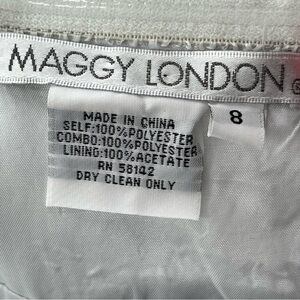 MAGGY LONDON ®
8
MADE IN CHINA
SELF:100%POLYESTER
COMBO:100%POLYESTER
LINING:100%ACETATE
RN 58142
DRY CLEAN ONLY